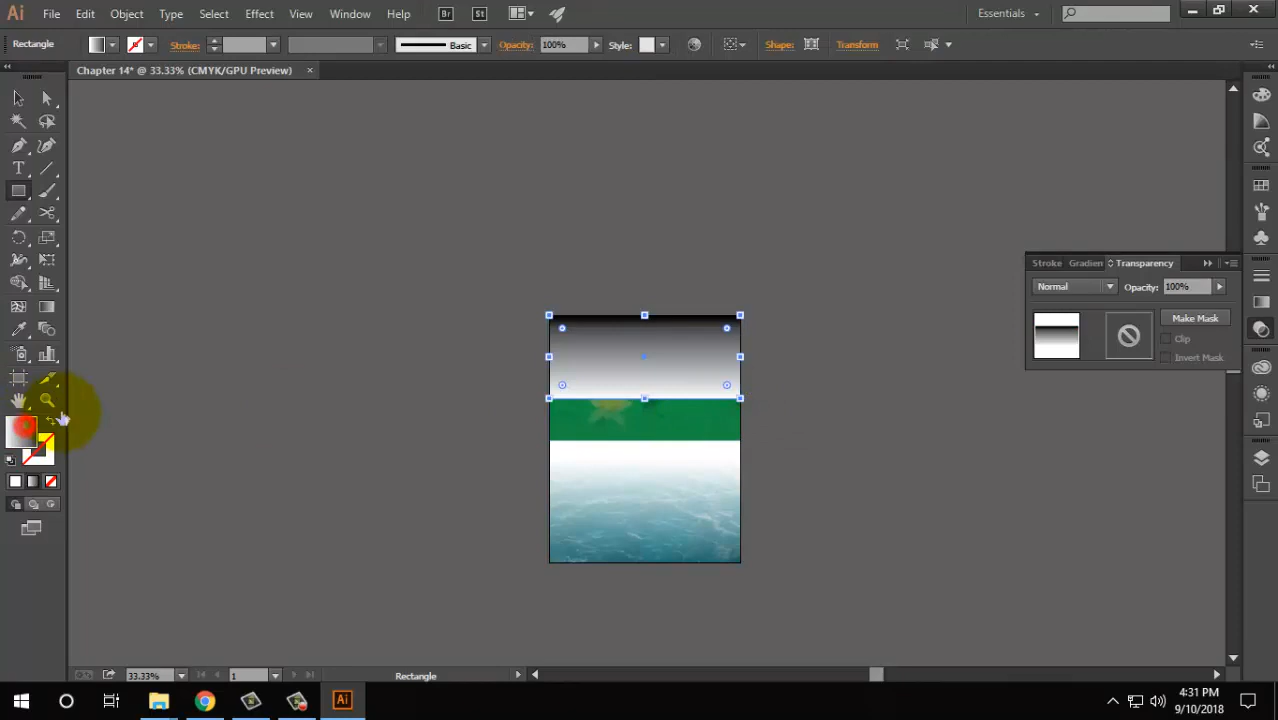 Ai File Edit Object Type Select Effect View Window Help Br St Essentials
Rectangle Stroke: Basic Opacity: 100% Style: Shape: Transform
Chapter 14* @ 33.33% (CMYK/GPU Preview) ×
T
Stroke Gradien Transparency
Normal Opacity: 100%
Make Mask
Clip
Invert Mask
33.33% 1 Rectangle
Ai
4:31 PM
9/10/2018